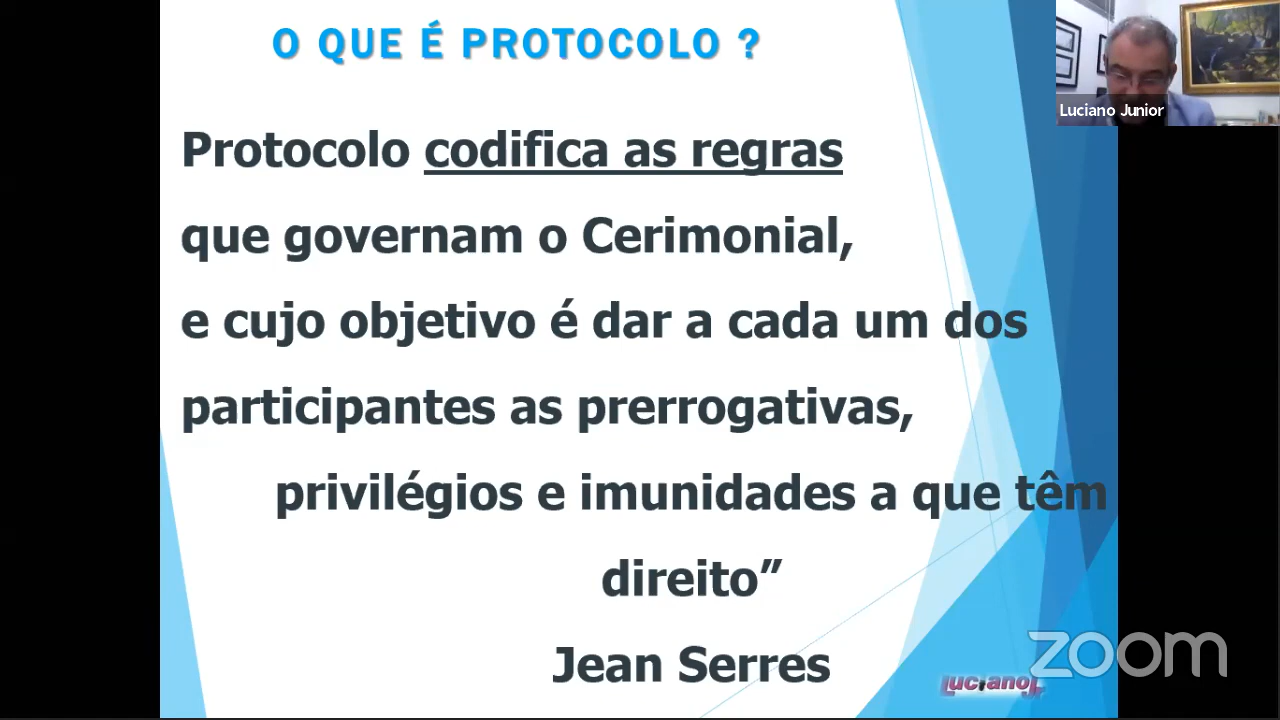 O QUE É PROTOCOLO ?
Luciano Junior
Protocolo codifica as regras
que governam o Cerimonial,
e cujo objetivo é dar a cada um dos
participantes as prerrogativas,
privilégios e imunidades a que têm
direito”
Jean Serres
zoom
Luciano Jr